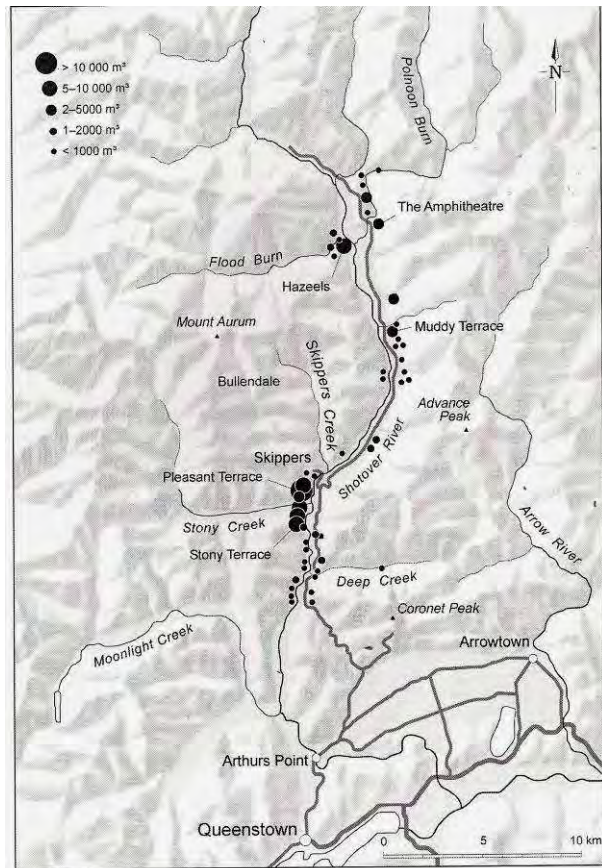 > 10 000 m³
5–10 000 m³
2–5000 m³
1–2000 m³
< 1000 m³
Polnoon Burn
N
The Amphitheatre
Flood Burn
Hazeels
Mount Aurum
Muddy Terrace
Skippers Creek
Bullendale
Advance
Peak
Shotover River
Skippers
Pleasant Terrace
Arrow River
Stony Creek
Stony Terrace
Deep Creek
Coronet Peak
Moonlight Creek
Arrowtown
Arthurs Point
Queenstown
0 5 10 km